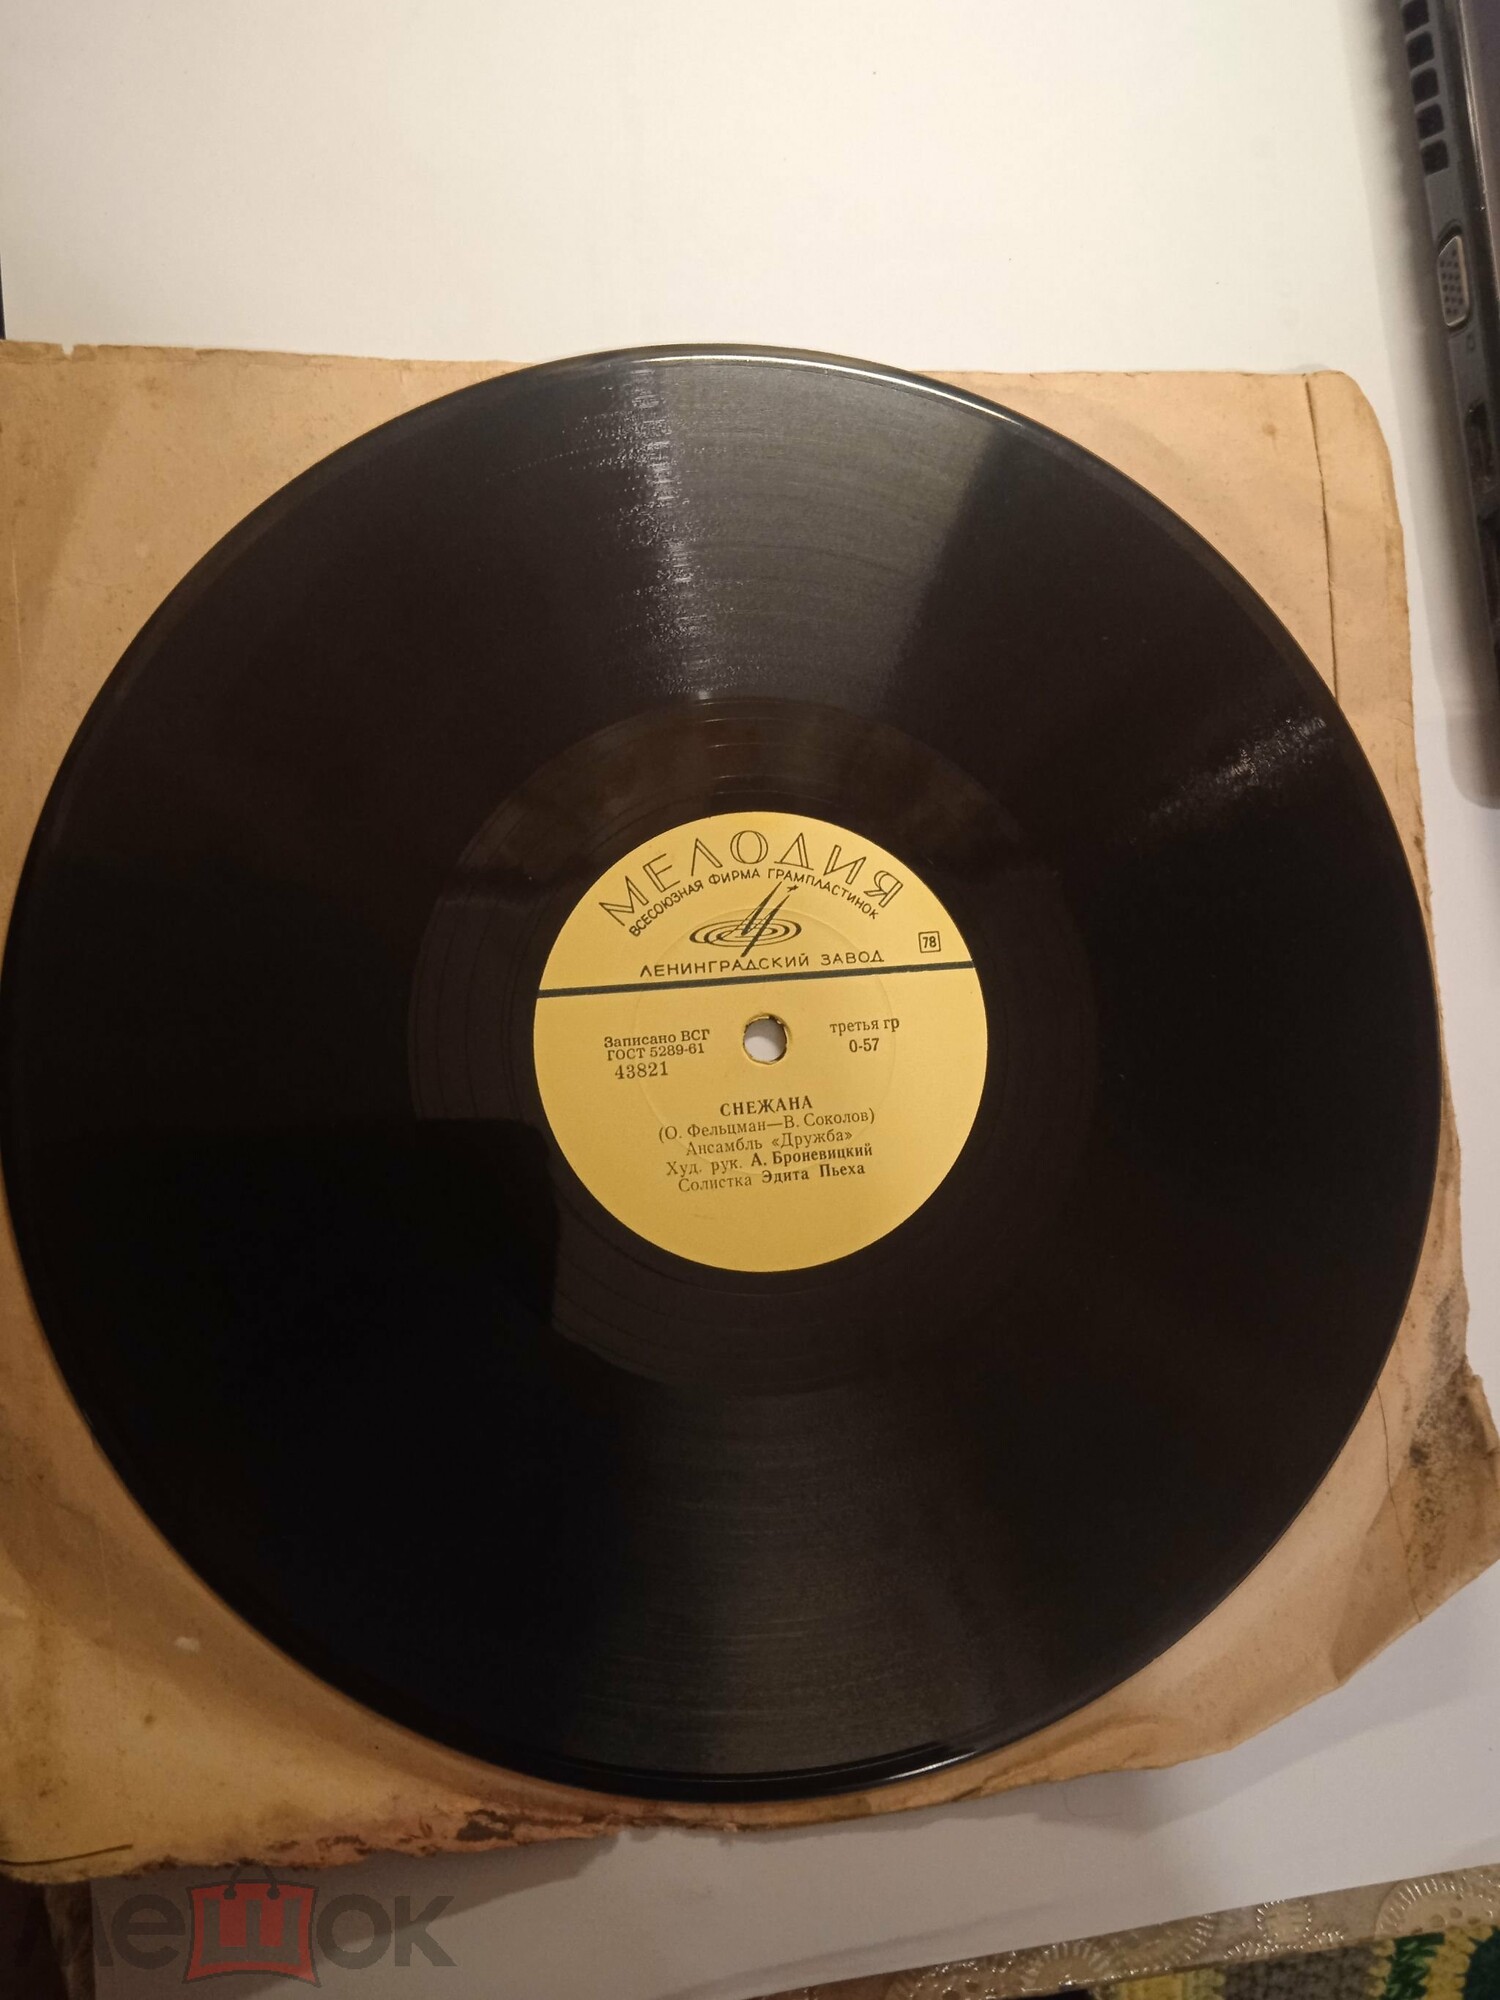 МЕЛОДИЯ
ВСЕСОЮЗНАЯ ФИРМА ГРАМПЛАСТИНОК
78
ЛЕНИНГРАДСКИЙ ЗАВОД
Записано ВСГ
ГОСТ 5289-61
43821
третья гр
0-57
СНЕЖАНА
(О. Фельцман—В. Соколов)
Ансамбль «Дружба»
Худ. рук. А. Броневицкий
Солистка Эдита Пьеха
мешок